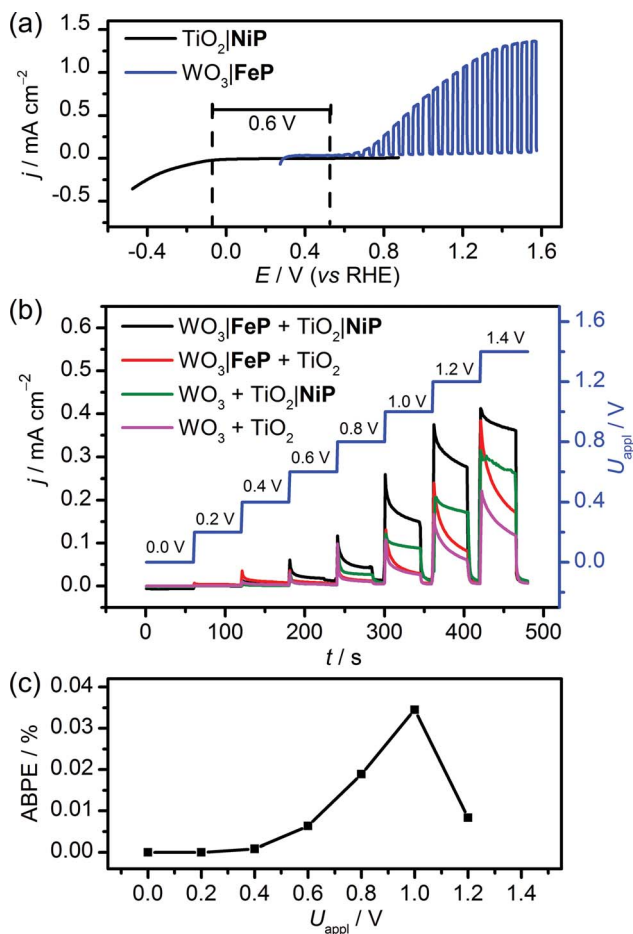 (a)
TiO₂|NiP
WO₃|FeP
0.6 V
1.5
1.0
0.5
0.0
-0.5
j / mA cm⁻²
-0.4 0.0 0.4 0.8 1.2 1.6
E / V (vs RHE)
(b)
WO₃|FeP + TiO₂|NiP
WO₃|FeP + TiO₂
WO₃ + TiO₂|NiP
WO₃ + TiO₂
0.0 V 0.2 V 0.4 V 0.6 V 0.8 V 1.0 V 1.2 V 1.4 V
0.6
0.5
0.4
0.3
0.2
0.1
0.0
j / mA cm⁻²
1.6
1.2
0.8
0.4
0.0
U appl / V
0 100 200 300 400 500
t / s
(c)
0.04
0.03
0.02
0.01
0.00
ABPE / %
0.0 0.2 0.4 0.6 0.8 1.0 1.2 1.4
U appl / V